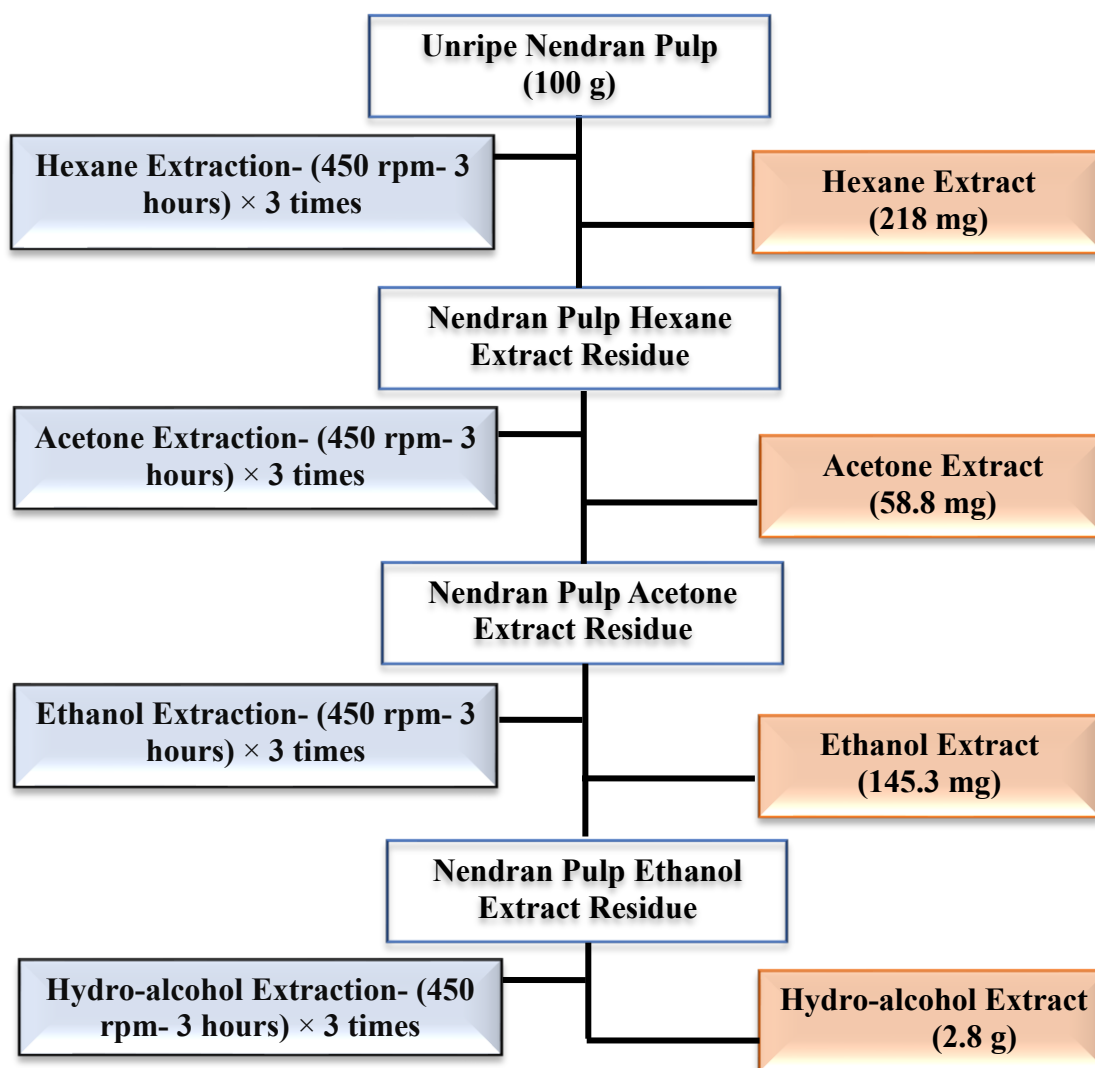 Unripe Nendran Pulp
(100 g)
Hexane Extraction- (450 rpm- 3
hours) × 3 times
Hexane Extract
(218 mg)
Nendran Pulp Hexane
Extract Residue
Acetone Extraction- (450 rpm- 3
hours) × 3 times
Acetone Extract
(58.8 mg)
Nendran Pulp Acetone
Extract Residue
Ethanol Extraction- (450 rpm- 3
hours) × 3 times
Ethanol Extract
(145.3 mg)
Nendran Pulp Ethanol
Extract Residue
Hydro-alcohol Extraction- (450
rpm- 3 hours) × 3 times
Hydro-alcohol Extract
(2.8 g)